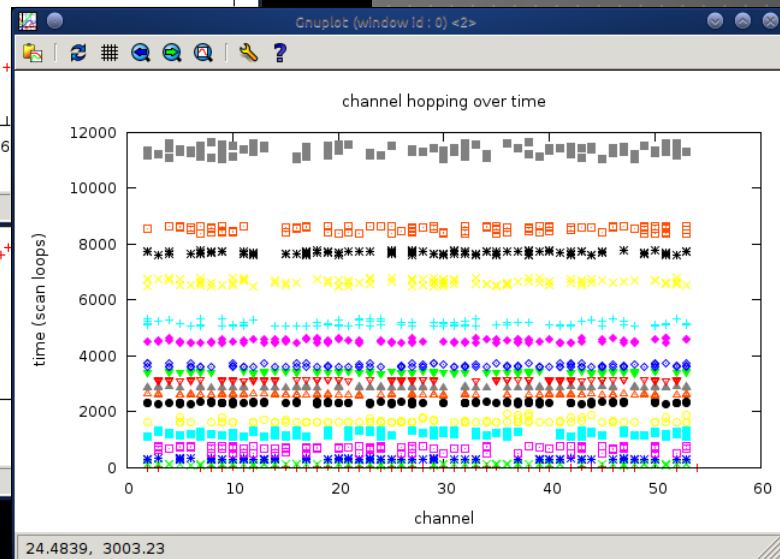 Gnuplot (window id : 0) <2>
channel hopping over time
12000
10000
8000
6000
4000
2000
0
time (scan loops)
0 10 20 30 40 50 60
channel
24.4839, 3003.23
6